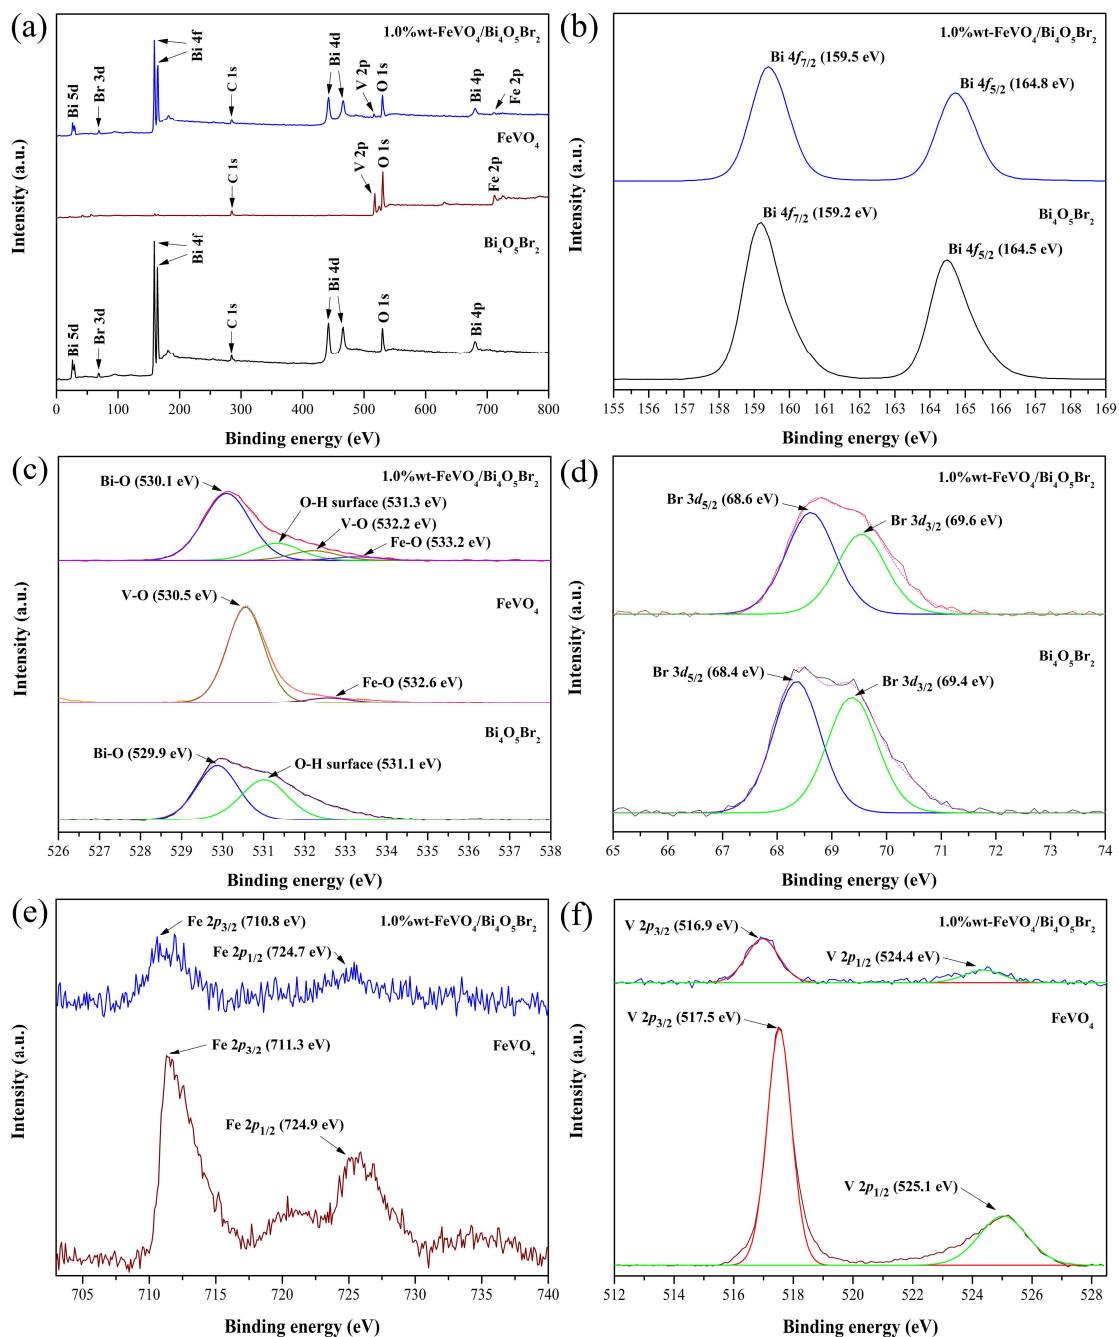 (a)
1.0%wt-FeVO₄/Bi₄O₅Br₂
Bi 5d
Br 3d
Bi 4f
C 1s
Bi 4d
V 2p
O 1s
Bi 4p
Fe 2p
FeVO₄
C 1s
V 2p
O 1s
Fe 2p
Bi₄O₅Br₂
Bi 5d
Br 3d
Bi 4f
C 1s
Bi 4d
O 1s
Bi 4p
Intensity (a.u.)
0 100 200 300 400 500 600 700 800
Binding energy (eV)
(b)
1.0%wt-FeVO₄/Bi₄O₅Br₂
Bi 4f7/2 (159.5 eV)
Bi 4f5/2 (164.8 eV)
Bi₄O₅Br₂
Bi 4f7/2 (159.2 eV)
Bi 4f5/2 (164.5 eV)
Intensity (a.u.)
155 156 157 158 159 160 161 162 163 164 165 166 167 168 169
Binding energy (eV)
(c)
1.0%wt-FeVO₄/Bi₄O₅Br₂
Bi-O (530.1 eV)
O-H surface (531.3 eV)
V-O (532.2 eV)
Fe-O (533.2 eV)
FeVO₄
V-O (530.5 eV)
Fe-O (532.6 eV)
Bi₄O₅Br₂
Bi-O (529.9 eV)
O-H surface (531.1 eV)
Intensity (a.u.)
526 527 528 529 530 531 532 533 534 535 536 537 538
Binding energy (eV)
(d)
1.0%wt-FeVO₄/Bi₄O₅Br₂
Br 3d5/2 (68.6 eV)
Br 3d3/2 (69.6 eV)
Bi₄O₅Br₂
Br 3d5/2 (68.4 eV)
Br 3d3/2 (69.4 eV)
Intensity (a.u.)
65 66 67 68 69 70 71 72 73 74
Binding energy (eV)
(e)
1.0%wt-FeVO₄/Bi₄O₅Br₂
Fe 2p3/2 (710.8 eV)
Fe 2p1/2 (724.7 eV)
FeVO₄
Fe 2p3/2 (711.3 eV)
Fe 2p1/2 (724.9 eV)
Intensity (a.u.)
705 710 715 720 725 730 735 740
Binding energy (eV)
(f)
1.0%wt-FeVO₄/Bi₄O₅Br₂
V 2p3/2 (516.9 eV)
V 2p1/2 (524.4 eV)
FeVO₄
V 2p3/2 (517.5 eV)
V 2p1/2 (525.1 eV)
Intensity (a.u.)
512 514 516 518 520 522 524 526 528
Binding energy (eV)